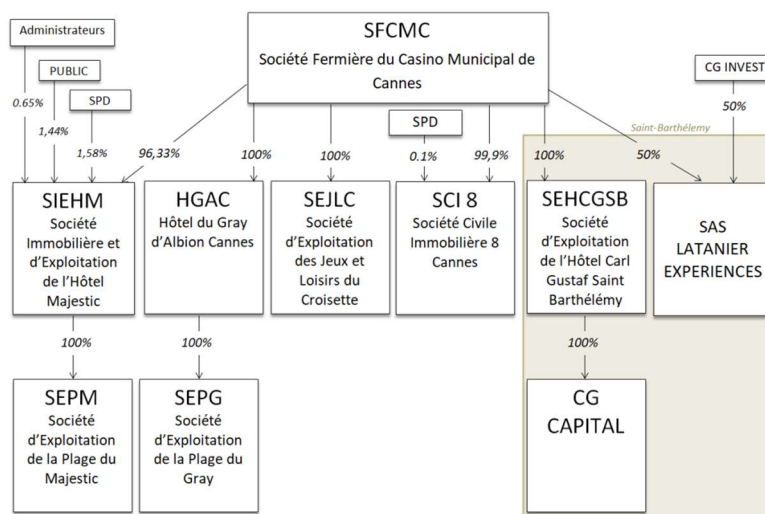 Administrateurs
SFCMC
Société Fermière du Casino Municipal de
Cannes
PUBLIC
CG INVEST
SPD
SPD
0.65%
1,44%
1,58%
96,33%
100%
100%
0.1%
99,9%
100%
50%
50%
Saint-Barthélemy
SIEHM
Société
Immobilière et
d'Exploitation
de l'Hôtel
Majestic
HGAC
Hôtel du Gray
d'Albion Cannes
SEJLC
Société
d'Exploitation
des Jeux et
Loisirs du
Croisette
SCI 8
Société Civile
Immobilière 8
Cannes
SEHCGSB
Société
d'Exploitation
de l'Hôtel Carl
Gustaf Saint
Barthélémy
SAS
LATANIER
EXPERIENCES
100%
100%
100%
SEPM
Société
d'Exploitation
de la Plage du
Majestic
SEPG
Société
d'Exploitation
de la Plage du
Gray
CG
CAPITAL